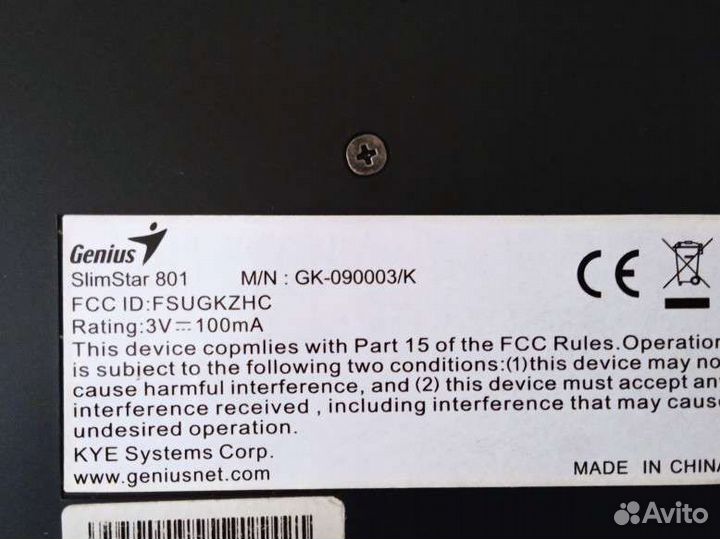 Genius
SlimStar 801 M/N : GK-090003/K
FCC ID:FSUGKZHC
Rating:3V⎓100mA
This device copmlies with Part 15 of the FCC Rules.Operation
is subject to the following two conditions:(1)this device may no
cause harmful interference, and (2) this device must accept any
interference received , including interference that may cause
undesired operation.
KYE Systems Corp.
www.geniusnet.com MADE IN CHINA
CE
Avito